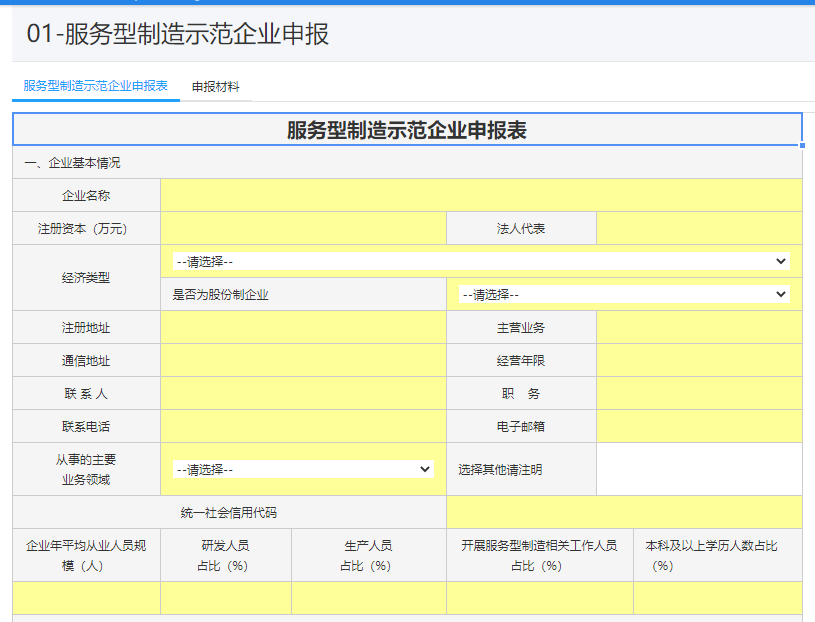 01-服务型制造示范企业申报
服务型制造示范企业申报表 申报材料
服务型制造示范企业申报表
一、企业基本情况
企业名称
注册资本（万元） 法人代表
经济类型
--请选择--
是否为股份制企业 --请选择--
注册地址 主营业务
通信地址 经营年限
联 系 人 职 务
联系电话 电子邮箱
从事的主要
业务领域
--请选择-- 选择其他请注明
统一社会信用代码
企业年平均从业人员规
模（人）
研发人员
占比（%）
生产人员
占比（%）
开展服务型制造相关工作人员
占比（%）
本科及以上学历人数占比
（%）